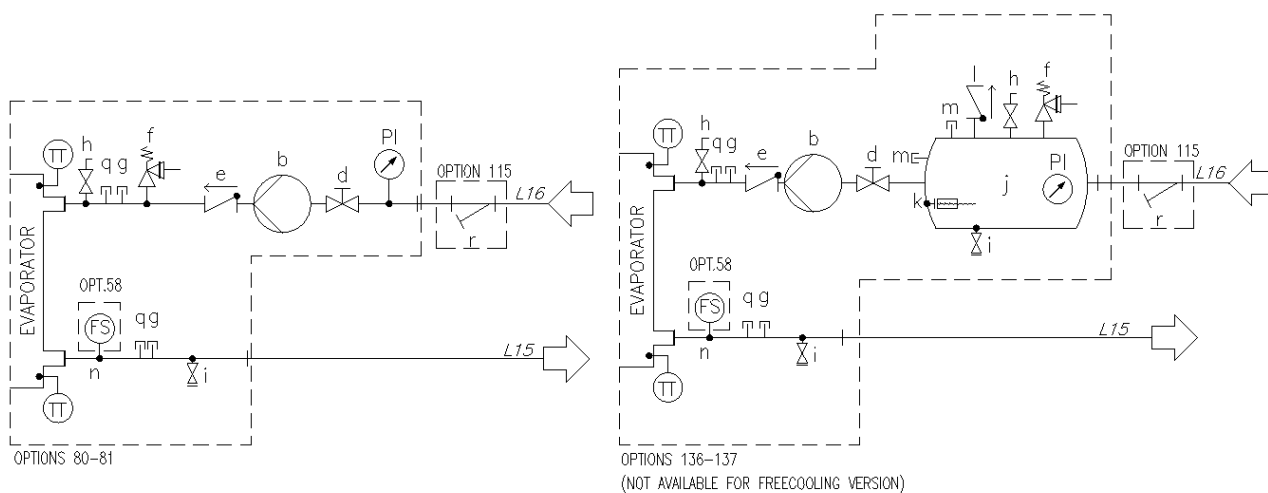 TT
h
q g
f
e
b
d
PI
OPTION 115
L16
r
EVAPORATOR
OPT.58
FS
q g
n
i
L15
TT
OPTIONS 80-81
TT
h
q g
e
b
d
m
l
h
f
m
k
j
PI
i
OPTION 115
L16
r
EVAPORATOR
OPT.58
FS
q g
n
i
L15
TT
OPTIONS 136-137
(NOT AVAILABLE FOR FREECOOLING VERSION)